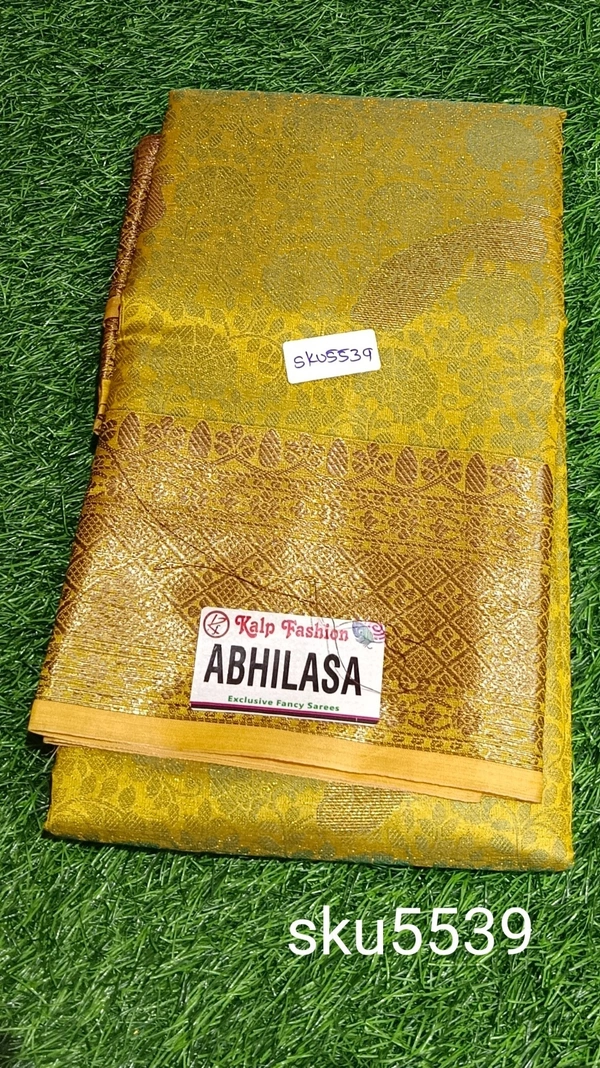 sku5539
Kalp Fashion
ABHILASA
Exclusive Fancy Sarees
sku5539